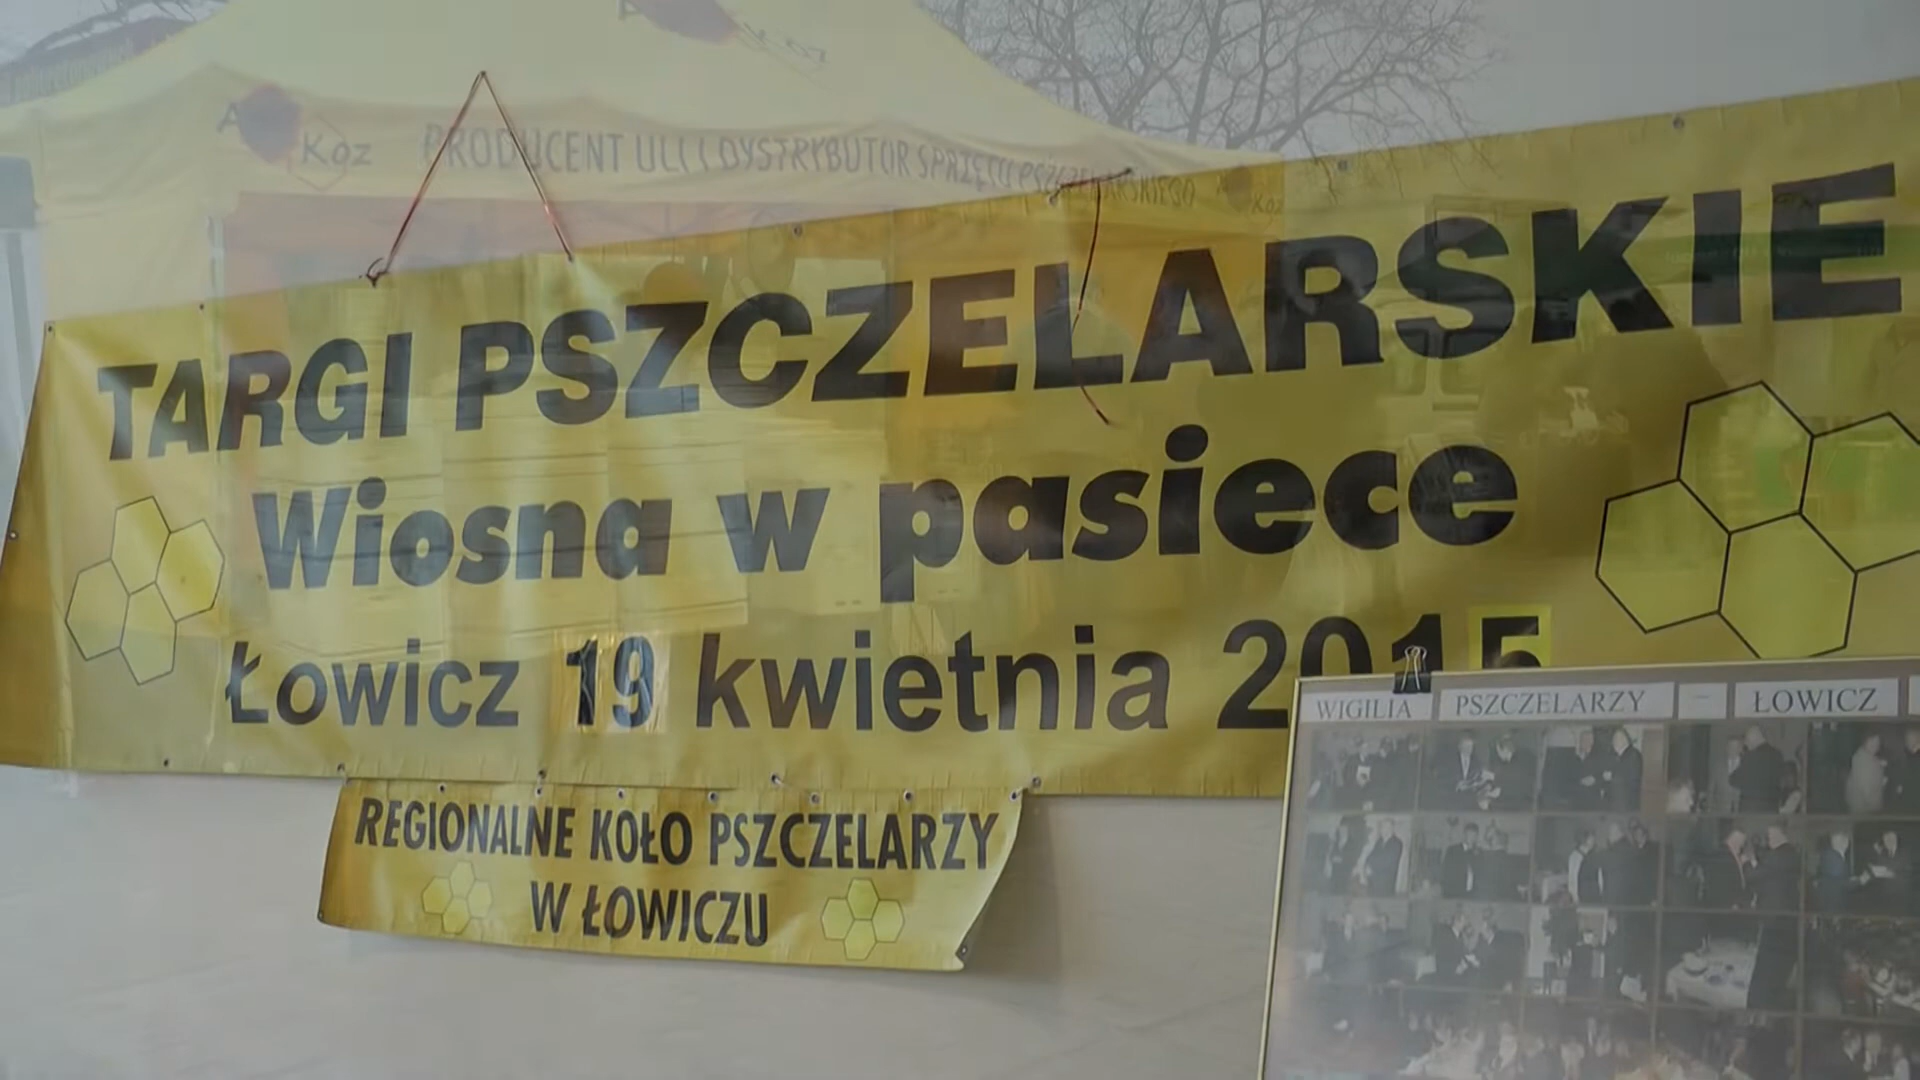 Koz PRODUCENT ULI I DYSTRYBUTOR SPRZĘTU PSZCZELARSKIEGO Koz
TARGI PSZCZELARSKIE
Wiosna w pasiece
Łowicz 19 kwietnia 2015
REGIONALNE KOŁO PSZCZELARZY
W ŁOWICZU
WIGILIA PSZCZELARZY - ŁOWICZ